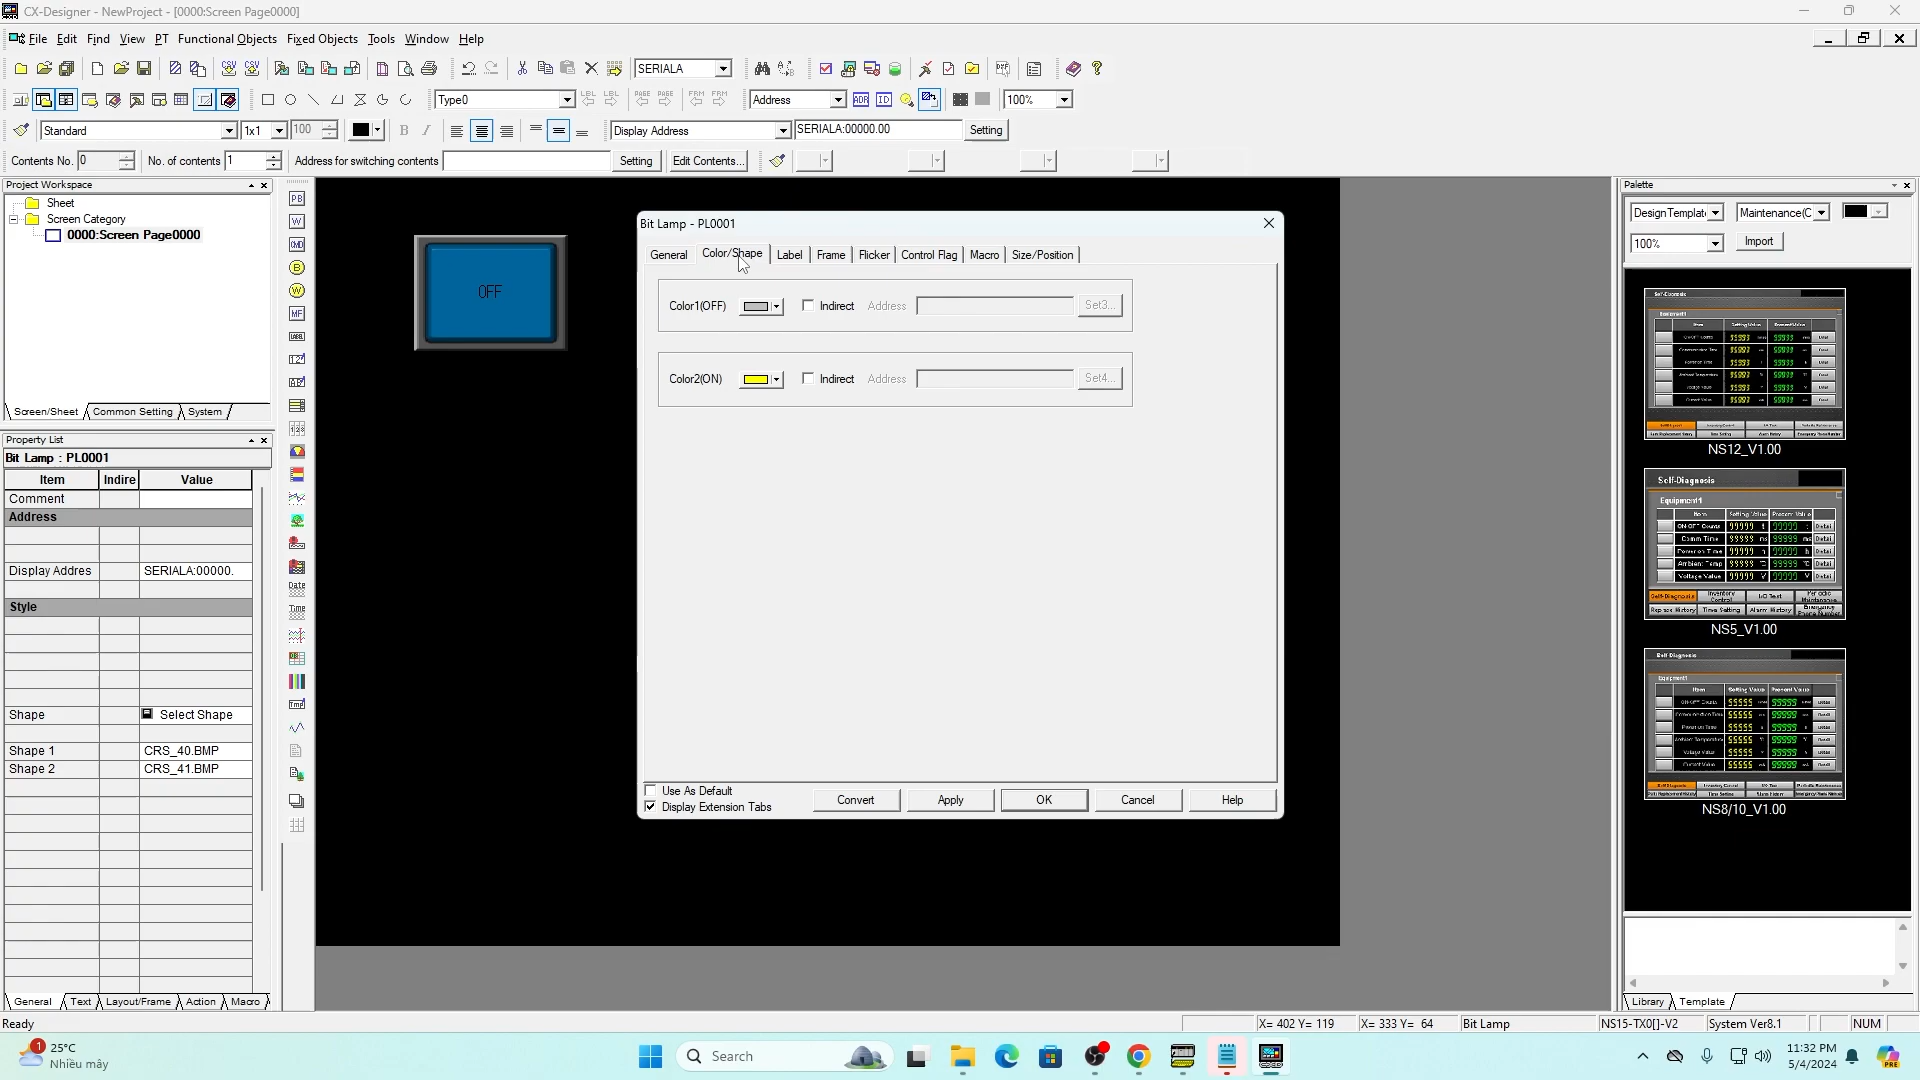 CX-Designer - NewProject - [0000:Screen Page0000]
File Edit Find View PT Functional Objects Fixed Objects Tools Window Help
SERIALA
Type0 Address 100%
Standard 1x1 100 B I Display Address SERIALA:00000.00 Setting
Contents No. 0 No. of contents 1 Address for switching contents Setting Edit Contents...
Project Workspace
Sheet
Screen Category
0000:Screen Page0000
Screen/Sheet Common Setting System
Property List
Bit Lamp : PL0001
Item Indire Value
Comment
Address
Display Addres SERIALA:00000.
Style
Shape Select Shape
Shape 1 CRS_40.BMP
Shape 2 CRS_41.BMP
General Text Layout/Frame Action Macro
OFF
Bit Lamp - PL0001
General Color/Shape Label Frame Flicker Control Flag Macro Size/Position
Color1(OFF) Indirect Address Set3...
Color2(ON) Indirect Address Set4...
Use As Default
Display Extension Tabs
Convert Apply OK Cancel Help
Palette
DesignTemplat Maintenance(C
100% Import
NS12_V1.00
Self-Diagnosis
Equipment1
NS5_V1.00
NS8/10_V1.00
Library Template
Ready X= 402 Y= 119 X= 333 Y= 64 Bit Lamp NS15-TX0[]-V2 System Ver8.1 NUM
25°C
Nhiều mây
Search
11:32 PM
5/4/2024